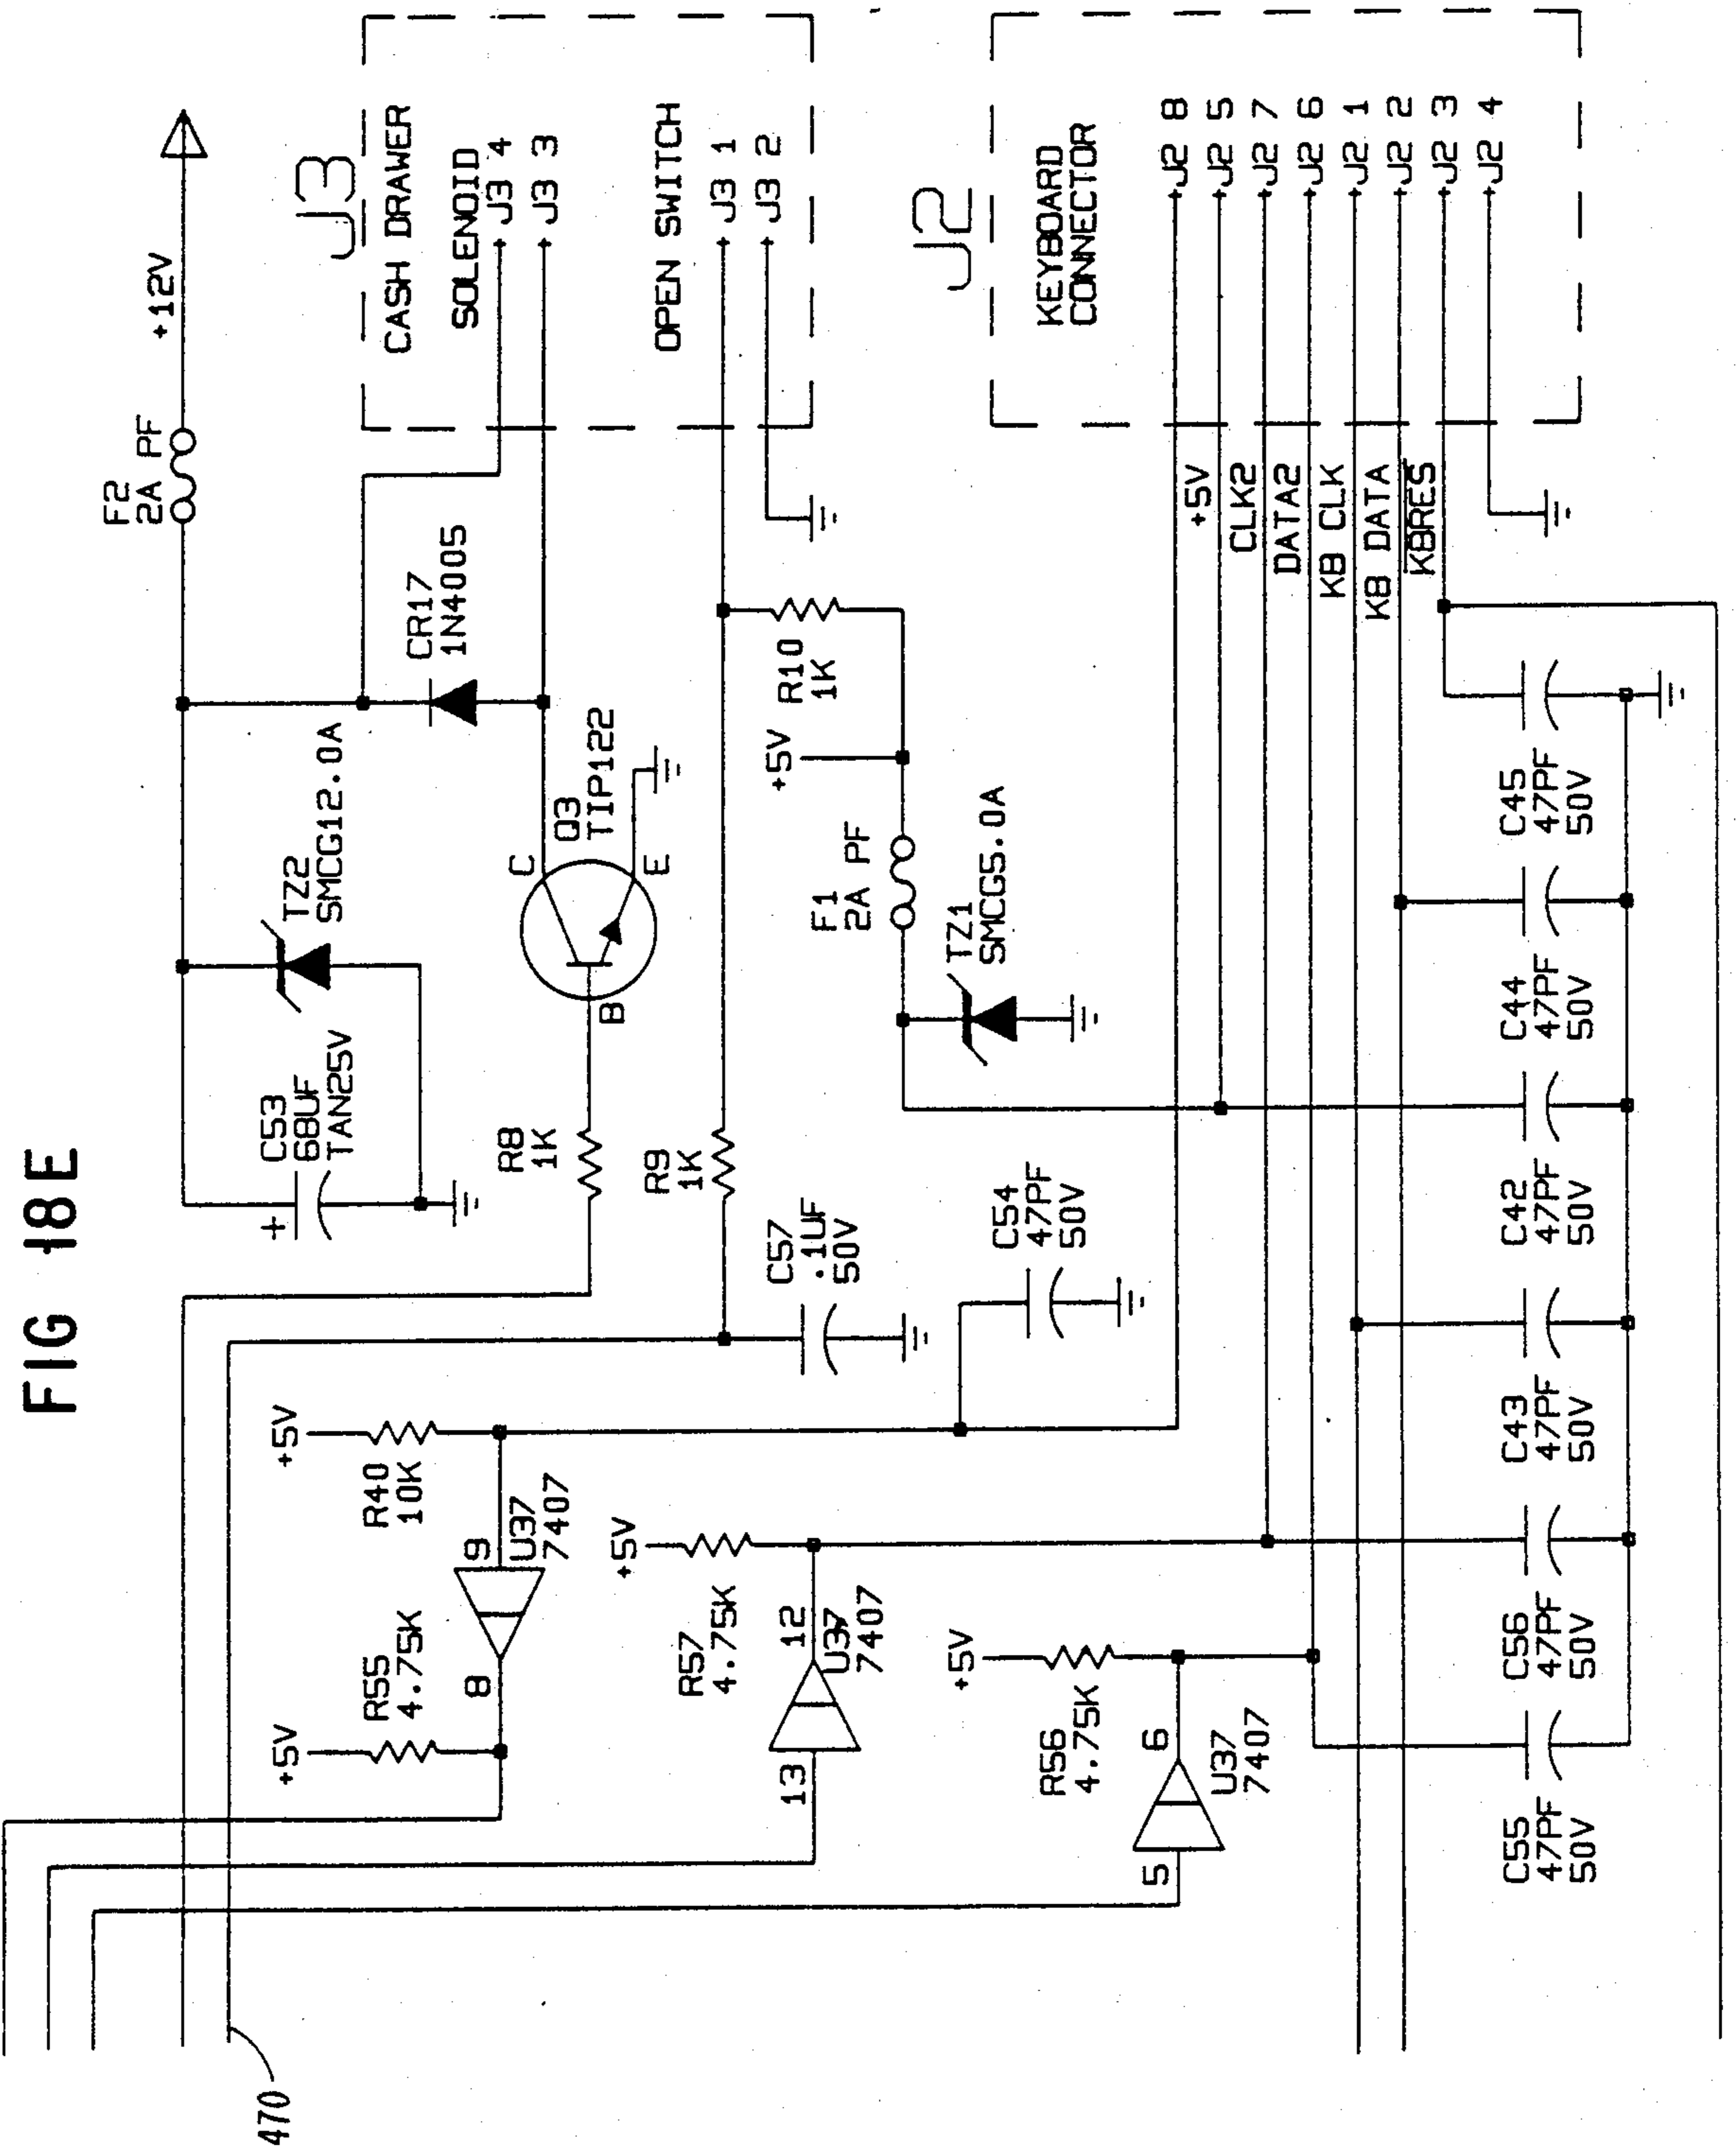 FIG 18E
F2
2A PF
+12V
J3
CASH DRAWER
SOLENOID
J3 4
J3 3
OPEN SWITCH
J3 1
J3 2
C53
68UF
TAN25V
+
TZ2
SMCG12.0A
CR17
1N4005
R8
1K
B
C
E
Q3
TIP122
R9
1K
R10
1K
+5V
C57
.1UF
50V
F1
2A PF
TZ1
SMCG5.0A
C54
47PF
50V
+5V
R55
4.75K
8
9
U37
7407
+5V
R40
10K
+5V
R57
4.75K
13
12
U37
7407
+5V
R56
4.75K
5
6
U37
7407
J2
KEYBOARD
CONNECTOR
J2 8
+5V
J2 5
CLK2
J2 7
DATA2
J2 6
KB CLK
J2 1
KB DATA
J2 2
KBRES
J2 3
J2 4
C55
47PF
50V
C56
47PF
50V
C43
47PF
50V
C42
47PF
50V
C44
47PF
50V
C45
47PF
50V
470